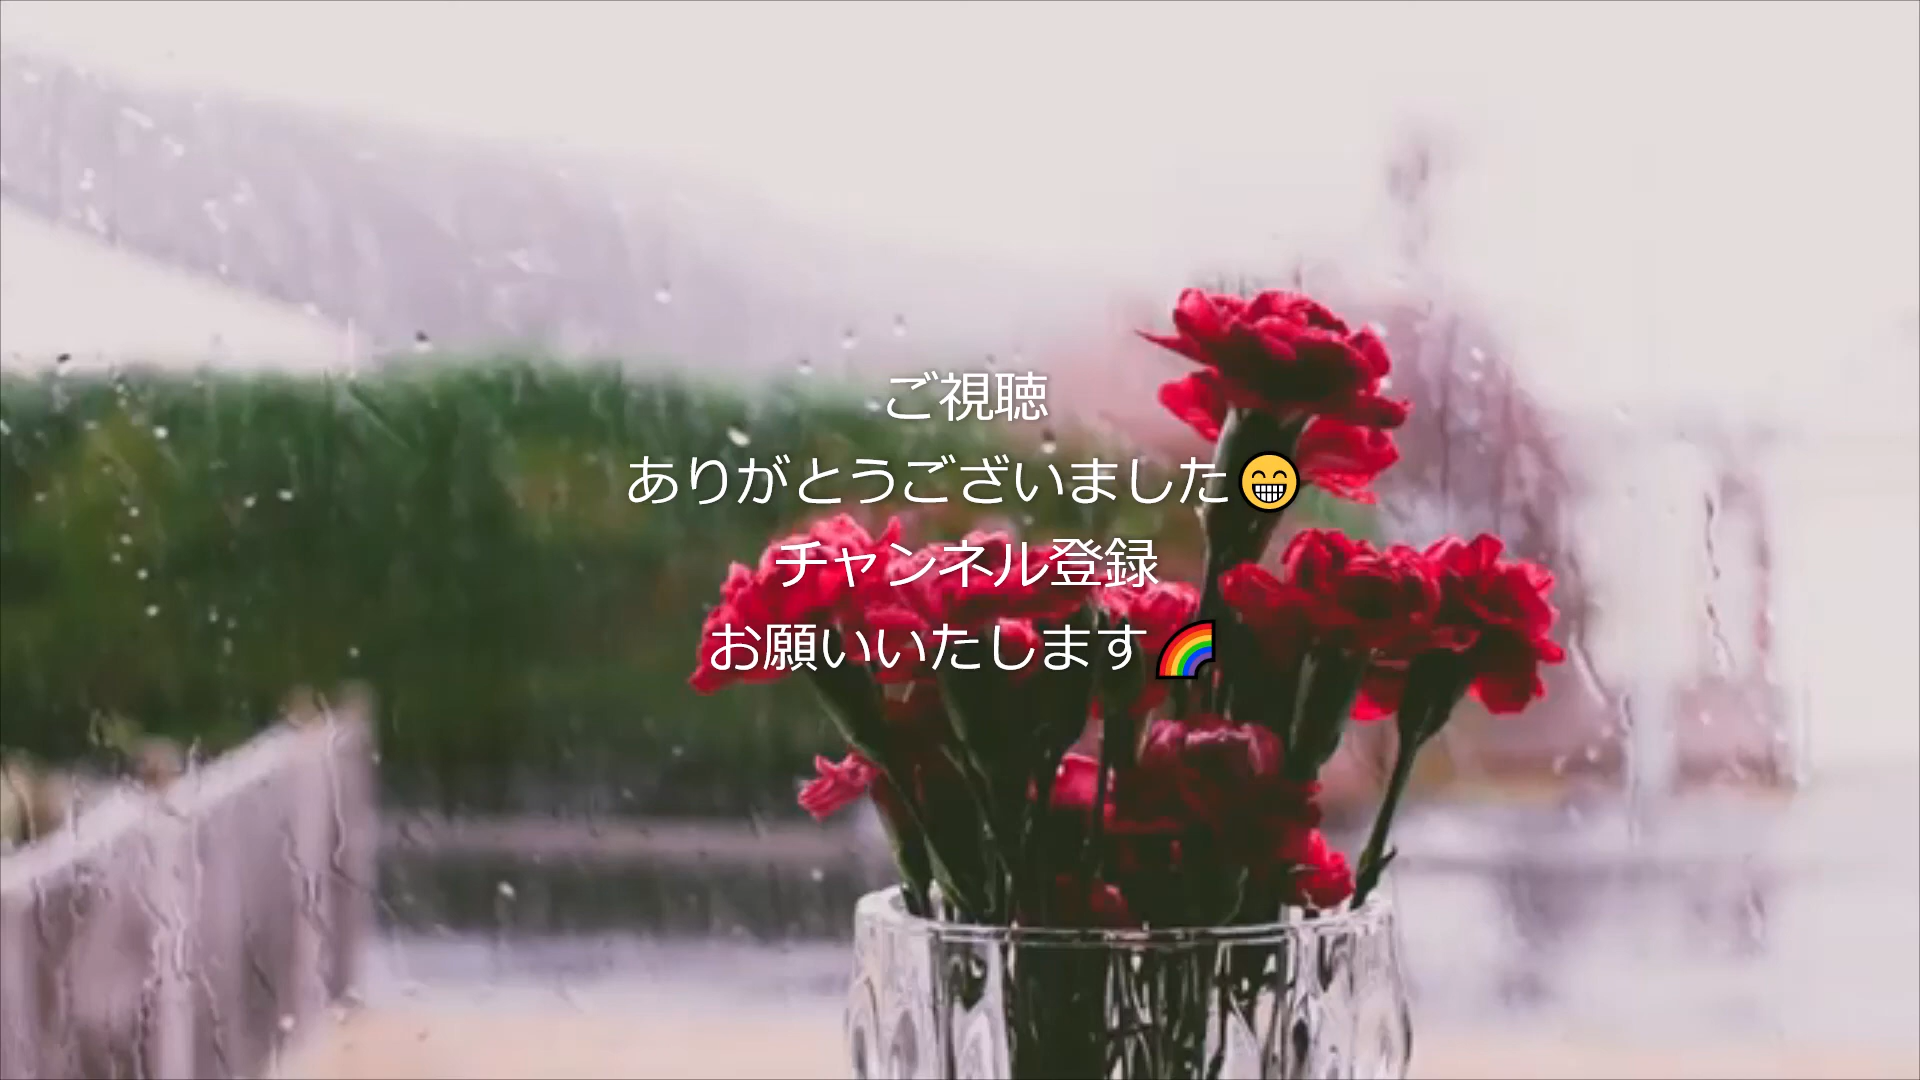 ご視聴
ありがとうございました😁
チャンネル登録
お願いいたします🌈